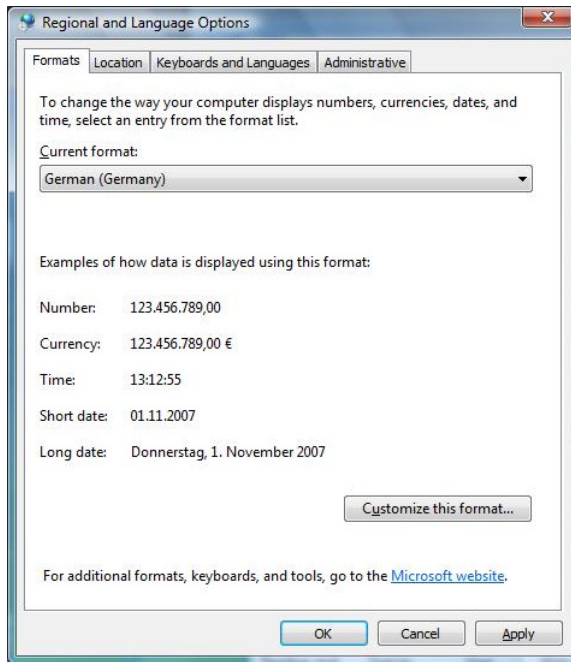 Regional and Language Options
Formats Location Keyboards and Languages Administrative
To change the way your computer displays numbers, currencies, dates, and
time, select an entry from the format list.
Current format:
German (Germany)
Examples of how data is displayed using this format:
Number: 123.456.789,00
Currency: 123.456.789,00 €
Time: 13:12:55
Short date: 01.11.2007
Long date: Donnerstag, 1. November 2007
Customize this format...
For additional formats, keyboards, and tools, go to the Microsoft website.
OK Cancel Apply